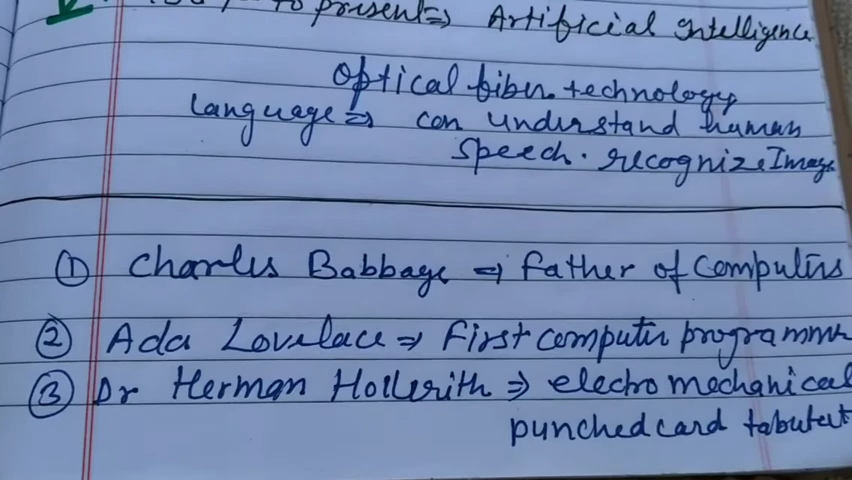 to present ⇒ Artificial Intelligence
Optical fiber technology
language ⇒ can understand human
speech. recognize Image
① Charles Babbage ⇒ Father of Computers
② Ada Lovelace ⇒ First computer programmer
③ Dr Herman Hollerith ⇒ electromechanical
punched card